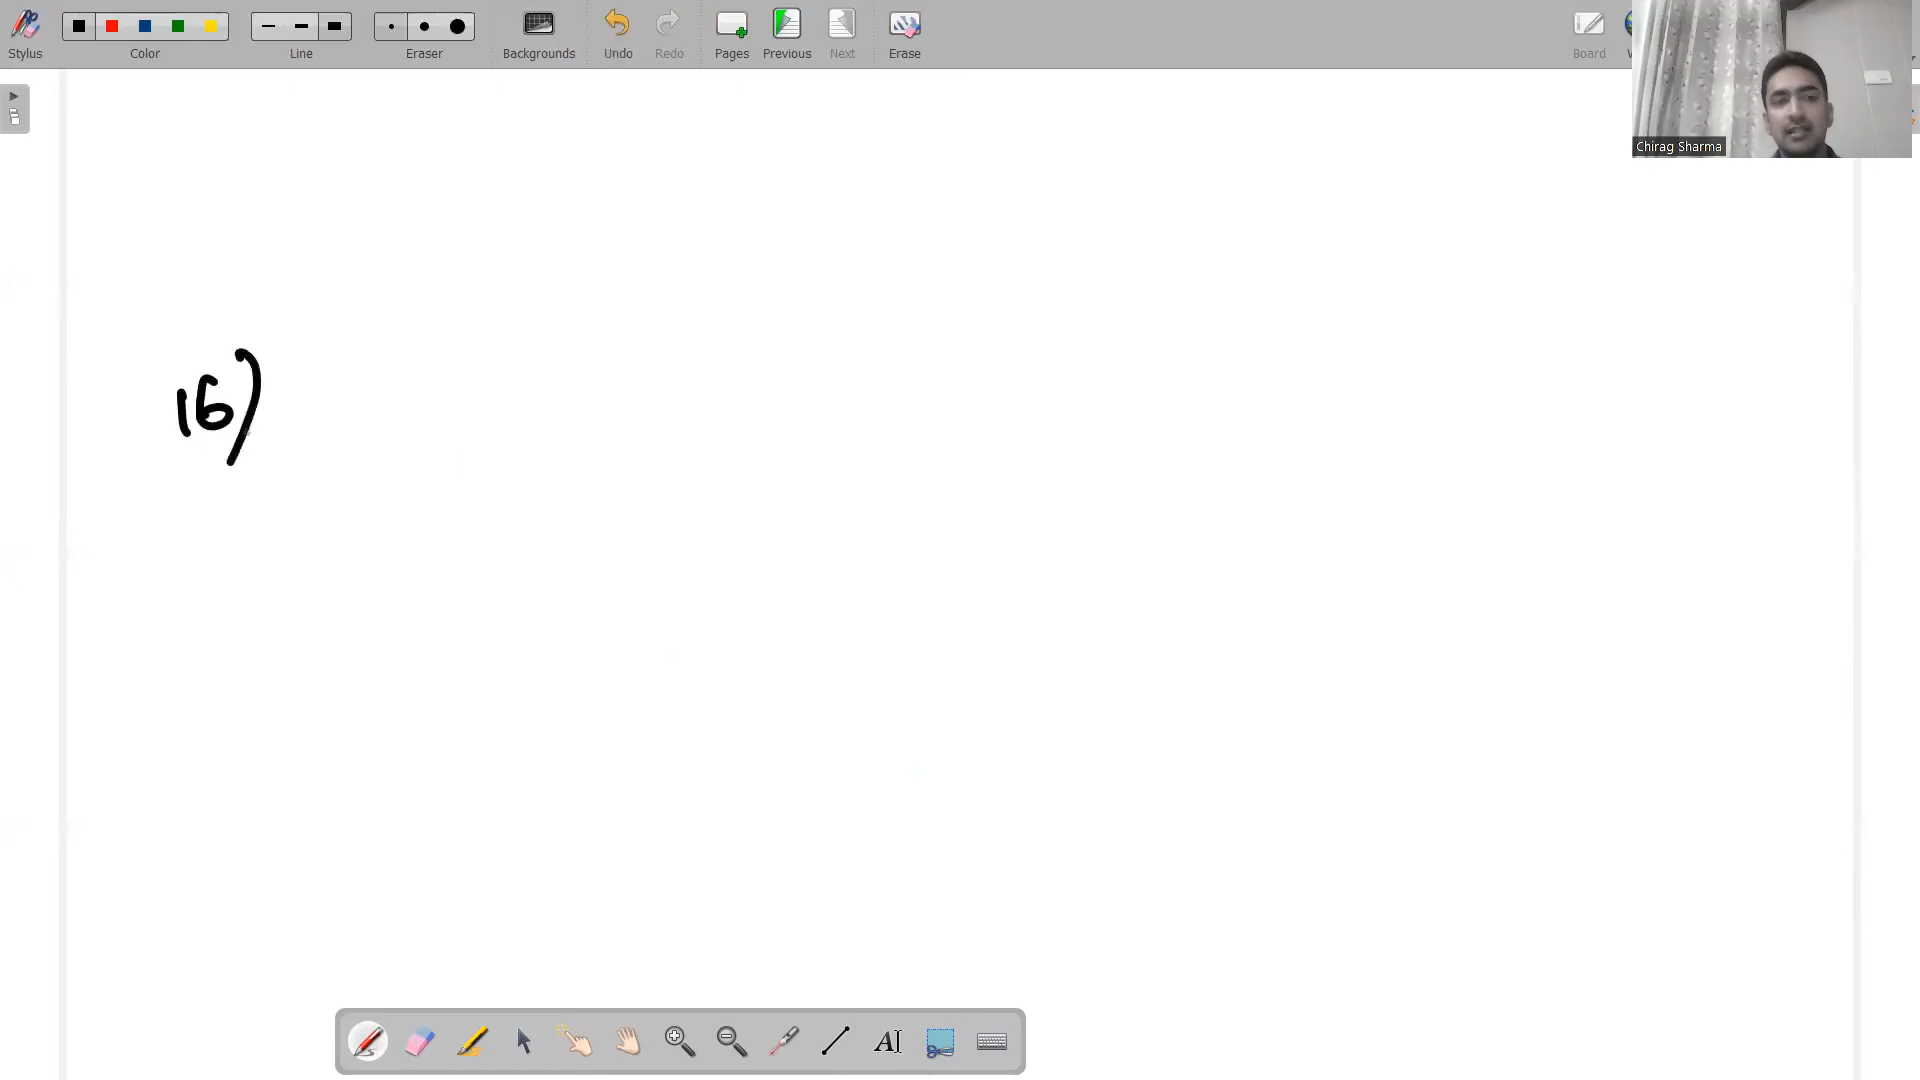 Stylus Color Line Eraser Backgrounds Undo Redo Pages Previous Next Erase Board
Chirag Sharma
16)